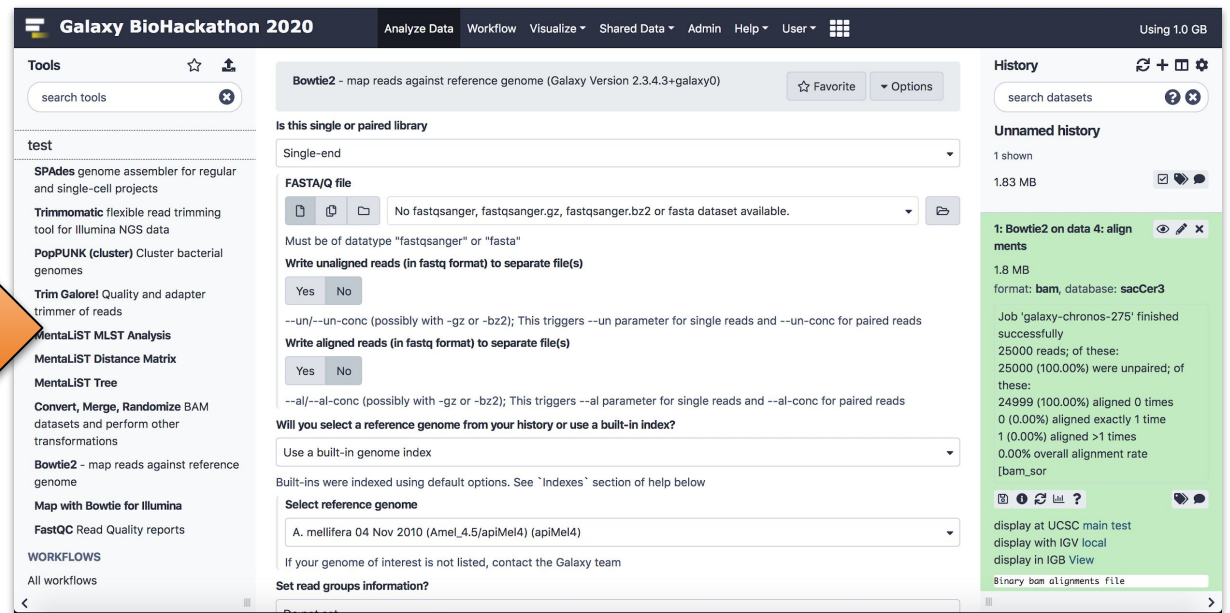 Galaxy BioHackathon 2020
Analyze Data Workflow Visualize Shared Data Admin Help User
Using 1.0 GB
Tools
search tools
test
SPAdes genome assembler for regular
and single-cell projects
Trimmomatic flexible read trimming
tool for Illumina NGS data
PopPUNK (cluster) Cluster bacterial
genomes
Trim Galore! Quality and adapter
trimmer of reads
MentaLiST MLST Analysis
MentaLiST Distance Matrix
MentaLiST Tree
Convert, Merge, Randomize BAM
datasets and perform other
transformations
Bowtie2 - map reads against reference
genome
Map with Bowtie for Illumina
FastQC Read Quality reports
WORKFLOWS
All workflows
Bowtie2 - map reads against reference genome (Galaxy Version 2.3.4.3+galaxy0)
Favorite
Options
Is this single or paired library
Single-end
FASTA/Q file
No fastqsanger, fastqsanger.gz, fastqsanger.bz2 or fasta dataset available.
Must be of datatype "fastqsanger" or "fasta"
Write unaligned reads (in fastq format) to separate file(s)
Yes No
--un/--un-conc (possibly with -gz or -bz2); This triggers --un parameter for single reads and --un-conc for paired reads
Write aligned reads (in fastq format) to separate file(s)
Yes No
--al/--al-conc (possibly with -gz or -bz2); This triggers --al parameter for single reads and --al-conc for paired reads
Will you select a reference genome from your history or use a built-in index?
Use a built-in genome index
Built-ins were indexed using default options. See `Indexes` section of help below
Select reference genome
A. mellifera 04 Nov 2010 (Amel_4.5/apiMel4) (apiMel4)
If your genome of interest is not listed, contact the Galaxy team
Set read groups information?
Do not set
History
search datasets
Unnamed history
1 shown
1.83 MB
1: Bowtie2 on data 4: align
ments
1.8 MB
format: bam, database: sacCer3
Job 'galaxy-chronos-275' finished
successfully
25000 reads; of these:
25000 (100.00%) were unpaired; of
these:
24999 (100.00%) aligned 0 times
0 (0.00%) aligned exactly 1 time
1 (0.00%) aligned >1 times
0.00% overall alignment rate
[bam_sor
display at UCSC main test
display with IGV local
display in IGB View
Binary bam alignments file